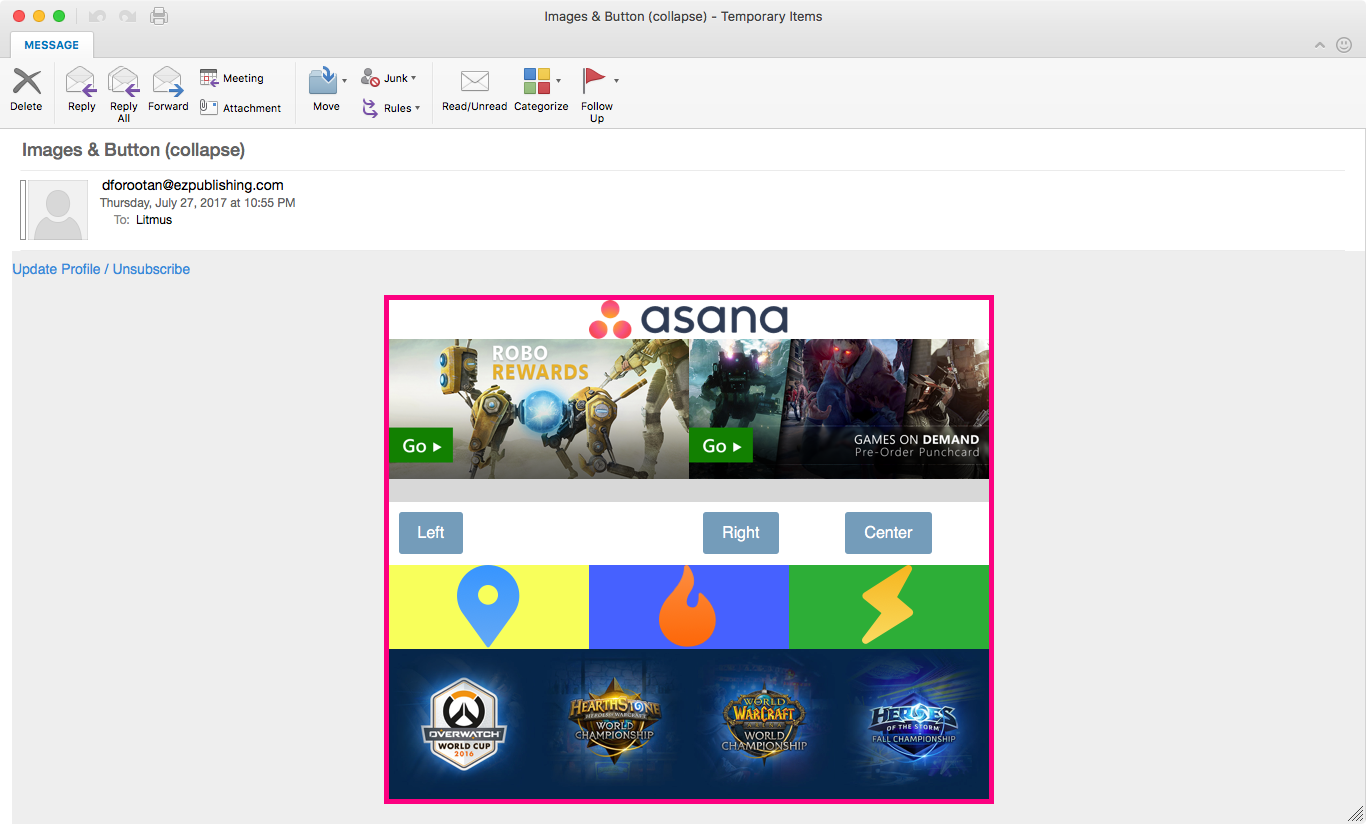 Images & Button (collapse) - Temporary Items
MESSAGE
Delete
Reply
Reply All
Forward
Meeting
Attachment
Move
Junk
Rules
Read/Unread
Categorize
Follow Up
Images & Button (collapse)
dforootan@ezpublishing.com
Thursday, July 27, 2017 at 10:55 PM
To: Litmus
Update Profile / Unsubscribe
asana
ROBO
REWARDS
Go
Go
GAMES ON DEMAND
Pre-Order Punchcard
Left
Right
Center
OVERWATCH
WORLD CUP
2016
HEARTHSTONE
HEROES OF WARCRAFT
WORLD
CHAMPIONSHIP
WORLD
WARCRAFT
WORLD
CHAMPIONSHIP
HEROES
OF THE STORM
FALL CHAMPIONSHIP